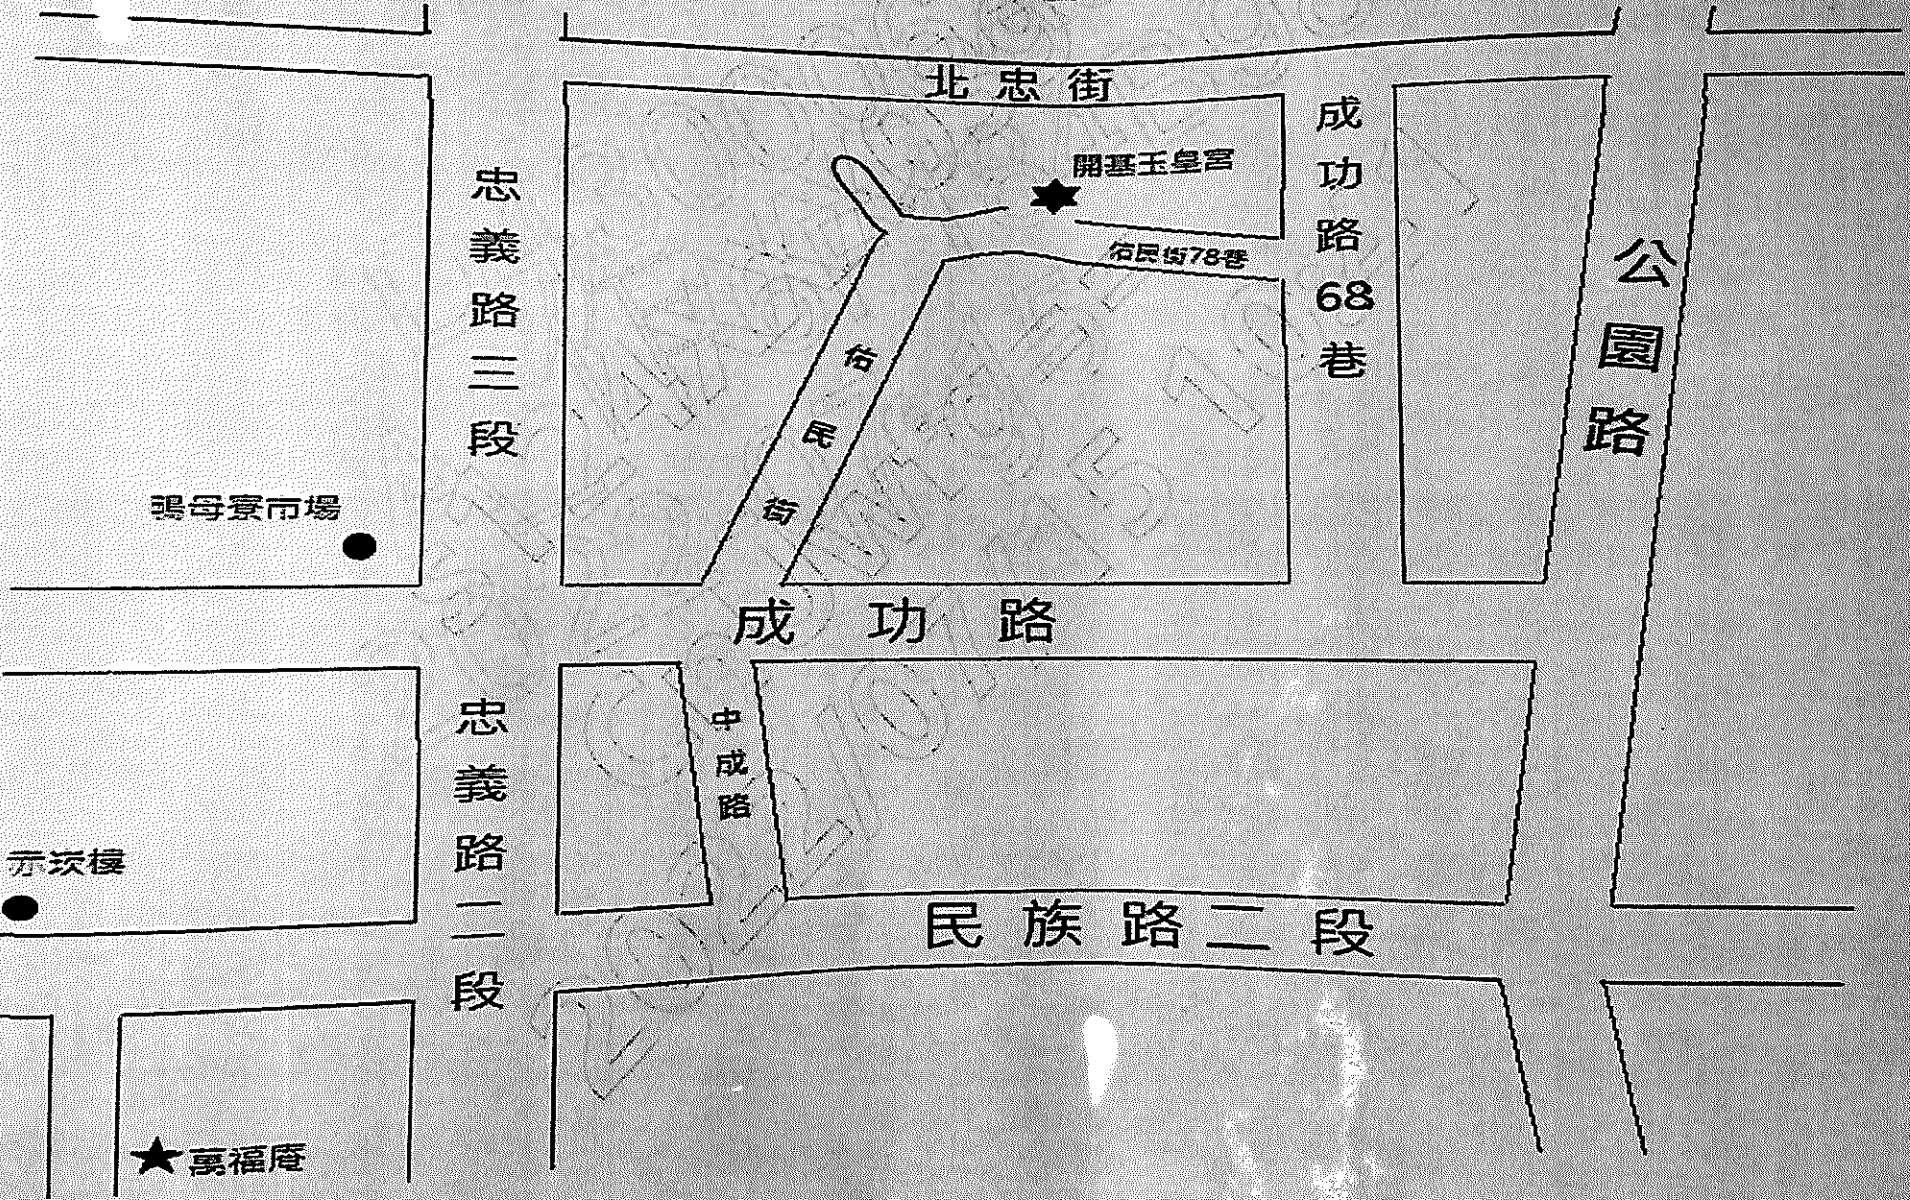 北忠街
成功路68巷
開基玉皇宮
忠義路三段
佑民街78巷
公園路
佑民街
鴨母寮市場
成功路
忠義路二段
中成路
赤崁樓
民族路二段
萬福庵